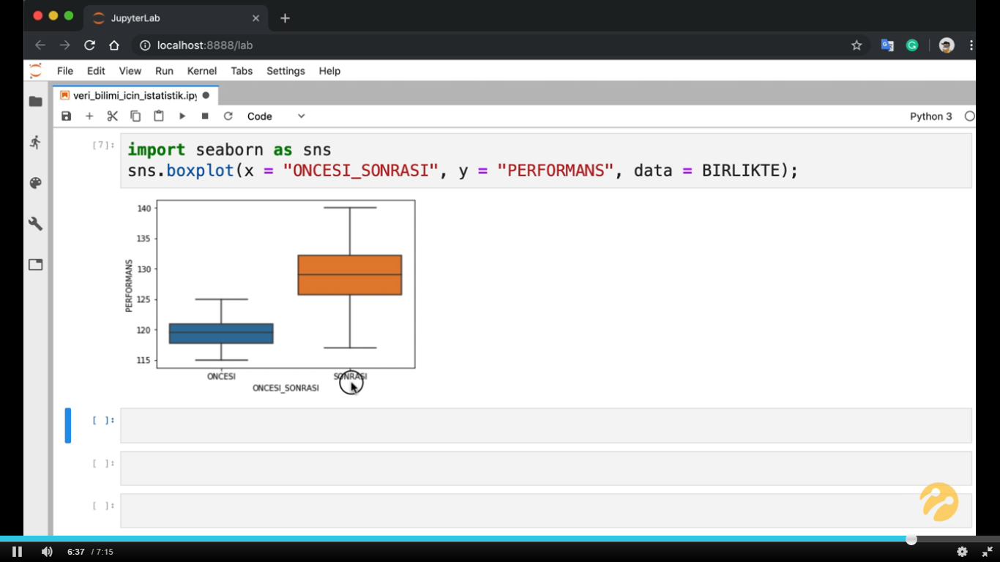 JupyterLab
localhost:8888/lab
File Edit View Run Kernel Tabs Settings Help
veri_bilimi_icin_istatistik.ipy
Code
Python 3
[7]:
import seaborn as sns
sns.boxplot(x = "ONCESI_SONRASI", y = "PERFORMANS", data = BIRLIKTE);
140
135
130
125
120
115
PERFORMANS
ONCESI SONRASI
ONCESI_SONRASI
[ ]:
[ ]:
[ ]:
6:37 / 7:15